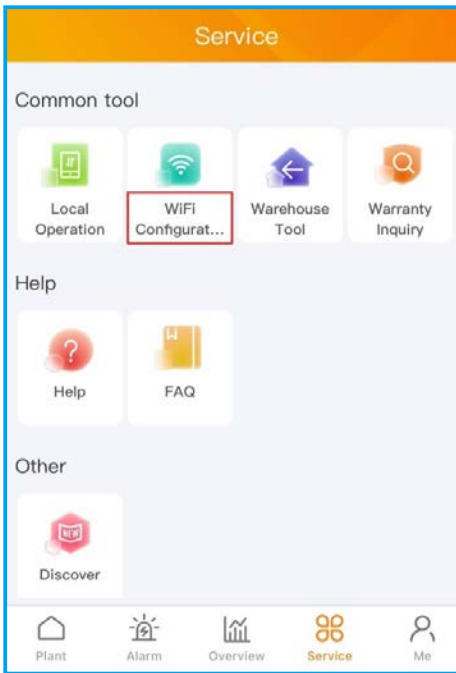 Service
Common tool
Local
Operation
WiFi
Configurat...
Warehouse
Tool
Warranty
Inquiry
Help
Help
FAQ
Other
NEW
Discover
Plant
Alarm
Overview
Service
Me